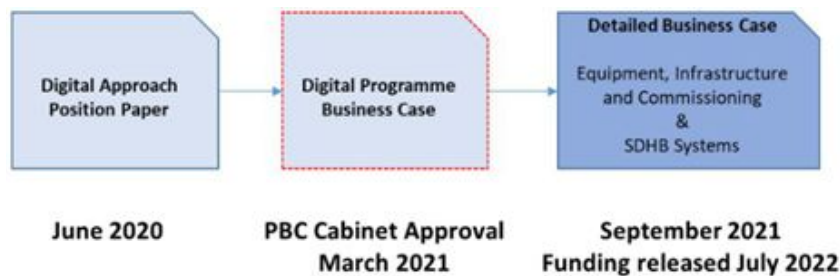 Digital Approach
Position Paper
Digital Programme
Business Case
Detailed Business Case
Equipment, Infrastructure
and Commissioning
&
SDHB Systems
June 2020
PBC Cabinet Approval
March 2021
September 2021
Funding released July 2022